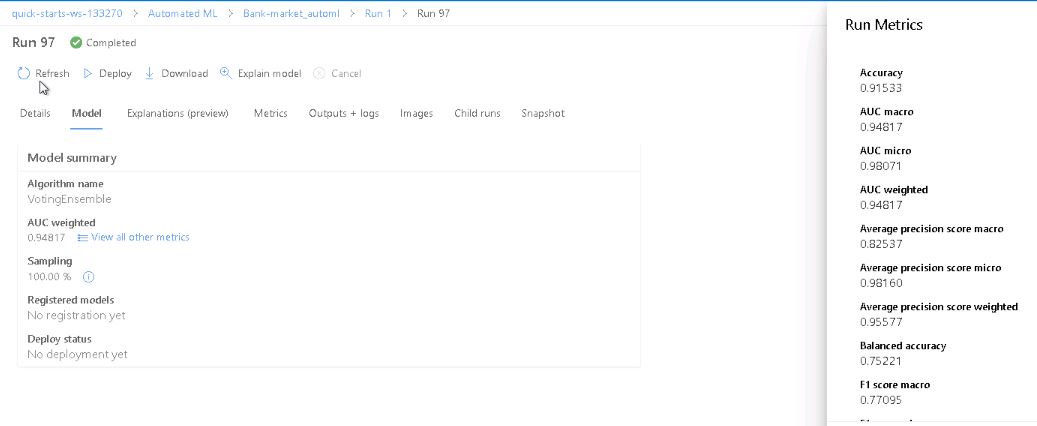 quick-starts-ws-133270 > Automated ML > Bank-market_automl > Run 1 > Run 97
Run 97 Completed
Refresh Deploy Download Explain model Cancel
Details Model Explanations (preview) Metrics Outputs + logs Images Child runs Snapshot
Model summary
Algorithm name
VotingEnsemble
AUC weighted
0.94817 View all other metrics
Sampling
100.00 %
Registered models
No registration yet
Deploy status
No deployment yet
Run Metrics
Accuracy
0.91533
AUC macro
0.94817
AUC micro
0.98071
AUC weighted
0.94817
Average precision score macro
0.82537
Average precision score micro
0.98160
Average precision score weighted
0.95577
Balanced accuracy
0.75221
F1 score macro
0.77095